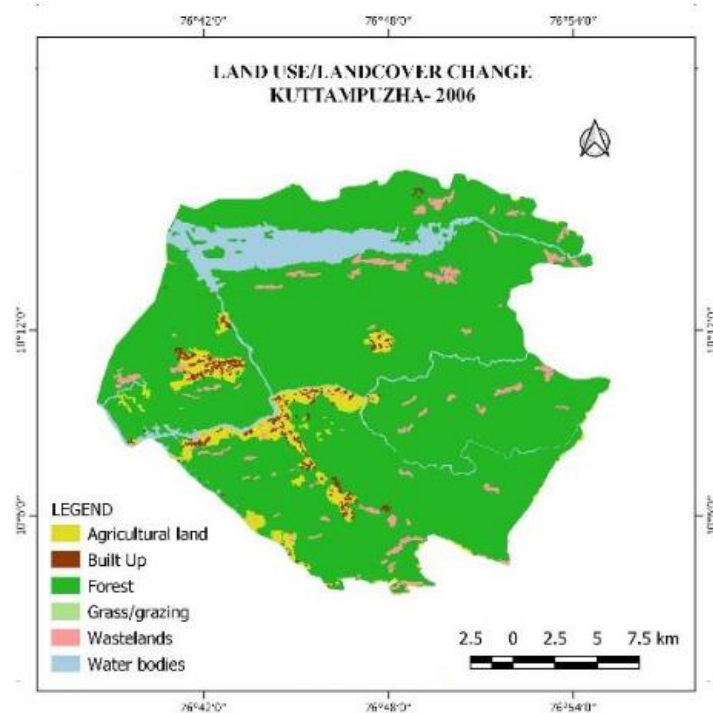 76°42'0" 76°48'0" 76°54'0"
LAND USE/LANDCOVER CHANGE
KUTTAMPUZHA- 2006
10°12'0" 10°12'0"
LEGEND
Agricultural land
Built Up
Forest
Grass/grazing
Wastelands
Water bodies
2.5 0 2.5 5 7.5 km
76°42'0" 76°48'0" 76°54'0"